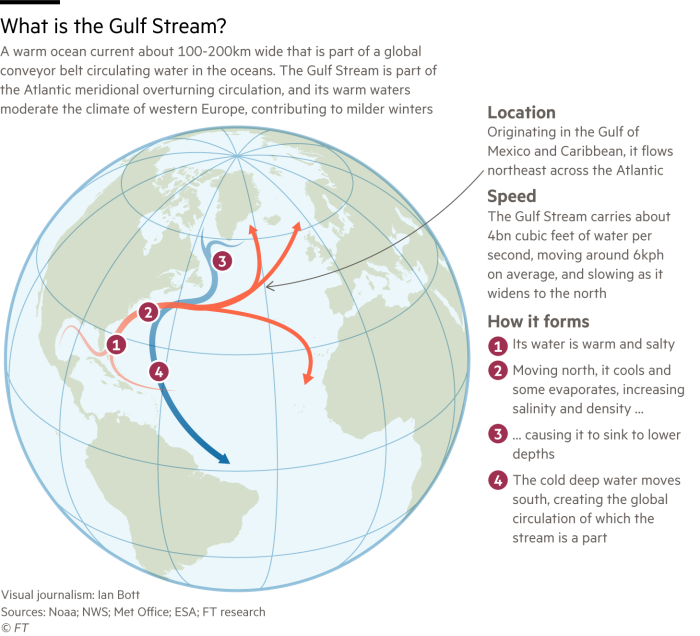 What is the Gulf Stream?
A warm ocean current about 100-200km wide that is part of a global
conveyor belt circulating water in the oceans. The Gulf Stream is part of
the Atlantic meridional overturning circulation, and its warm waters
moderate the climate of western Europe, contributing to milder winters
Location
Originating in the Gulf of
Mexico and Caribbean, it flows
northeast across the Atlantic
Speed
The Gulf Stream carries about
4bn cubic feet of water per
second, moving around 6kph
on average, and slowing as it
widens to the north
How it forms
1 Its water is warm and salty
2 Moving north, it cools and
some evaporates, increasing
salinity and density ...
3 ... causing it to sink to lower
depths
4 The cold deep water moves
south, creating the global
circulation of which the
stream is a part
3
2
1
4
Visual journalism: Ian Bott
Sources: Noaa; NWS; Met Office; ESA; FT research
© FT